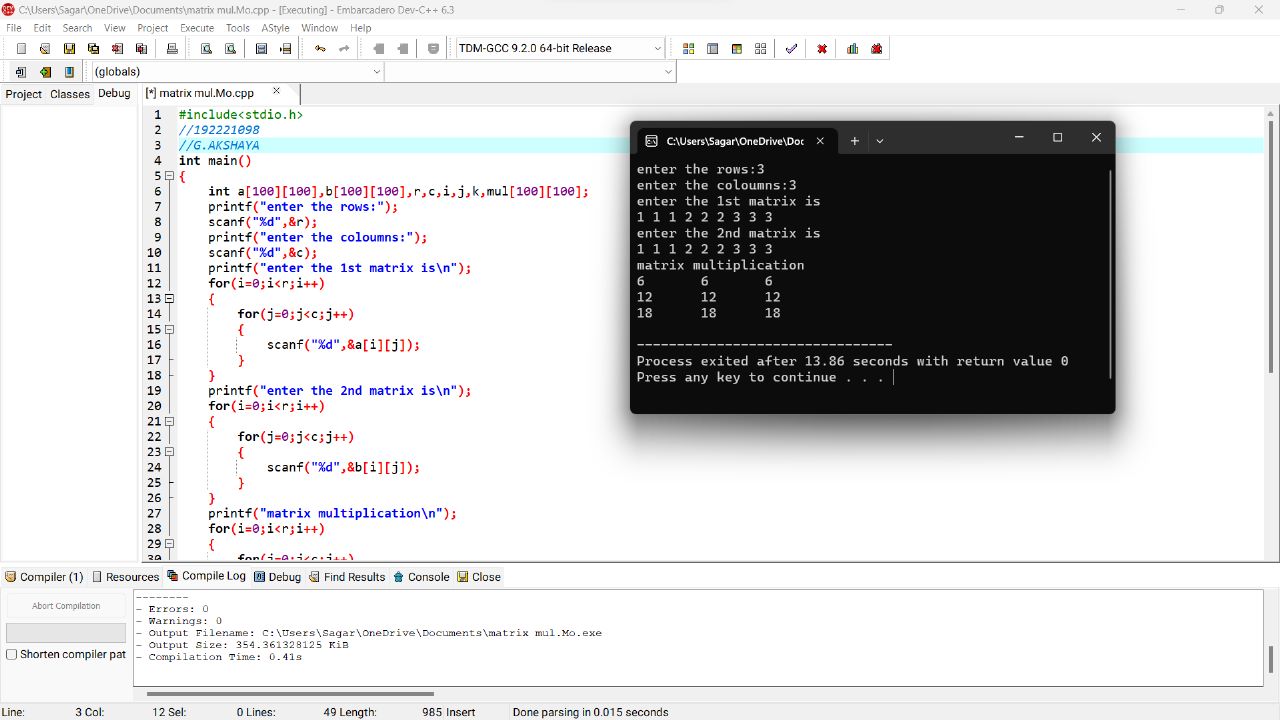 C:\Users\Sagar\OneDrive\Documents\matrix mul.Mo.cpp - [Executing] - Embarcadero Dev-C++ 6.3
File Edit Search View Project Execute Tools AStyle Window Help
TDM-GCC 9.2.0 64-bit Release
(globals)
Project Classes Debug
[*] matrix mul.Mo.cpp
1 #include<stdio.h>
2 //192221098
3 //G.AKSHAYA
4 int main()
5 {
6 int a[100][100],b[100][100],r,c,i,j,k,mul[100][100];
7 printf("enter the rows:");
8 scanf("%d",&r);
9 printf("enter the coloumns:");
10 scanf("%d",&c);
11 printf("enter the 1st matrix is\n");
12 for(i=0;i<r;i++)
13 {
14 for(j=0;j<c;j++)
15 {
16 scanf("%d",&a[i][j]);
17 }
18 }
19 printf("enter the 2nd matrix is\n");
20 for(i=0;i<r;i++)
21 {
22 for(j=0;j<c;j++)
23 {
24 scanf("%d",&b[i][j]);
25 }
26 }
27 printf("matrix multiplication\n");
28 for(i=0;i<r;i++)
29 {
30 for(j=0;j<c;j++)
C:\Users\Sagar\OneDrive\Doc
enter the rows:3
enter the coloumns:3
enter the 1st matrix is
1 1 1 2 2 2 3 3 3
enter the 2nd matrix is
1 1 1 2 2 2 3 3 3
matrix multiplication
6 6 6
12 12 12
18 18 18
--------------------------------
Process exited after 13.86 seconds with return value 0
Press any key to continue . . .
Compiler (1) Resources Compile Log Debug Find Results Console Close
Abort Compilation
Shorten compiler pat
--------
- Errors: 0
- Warnings: 0
- Output Filename: C:\Users\Sagar\OneDrive\Documents\matrix mul.Mo.exe
- Output Size: 354.361328125 KiB
- Compilation Time: 0.41s
Line: 3 Col: 12 Sel: 0 Lines: 49 Length: 985 Insert Done parsing in 0.015 seconds